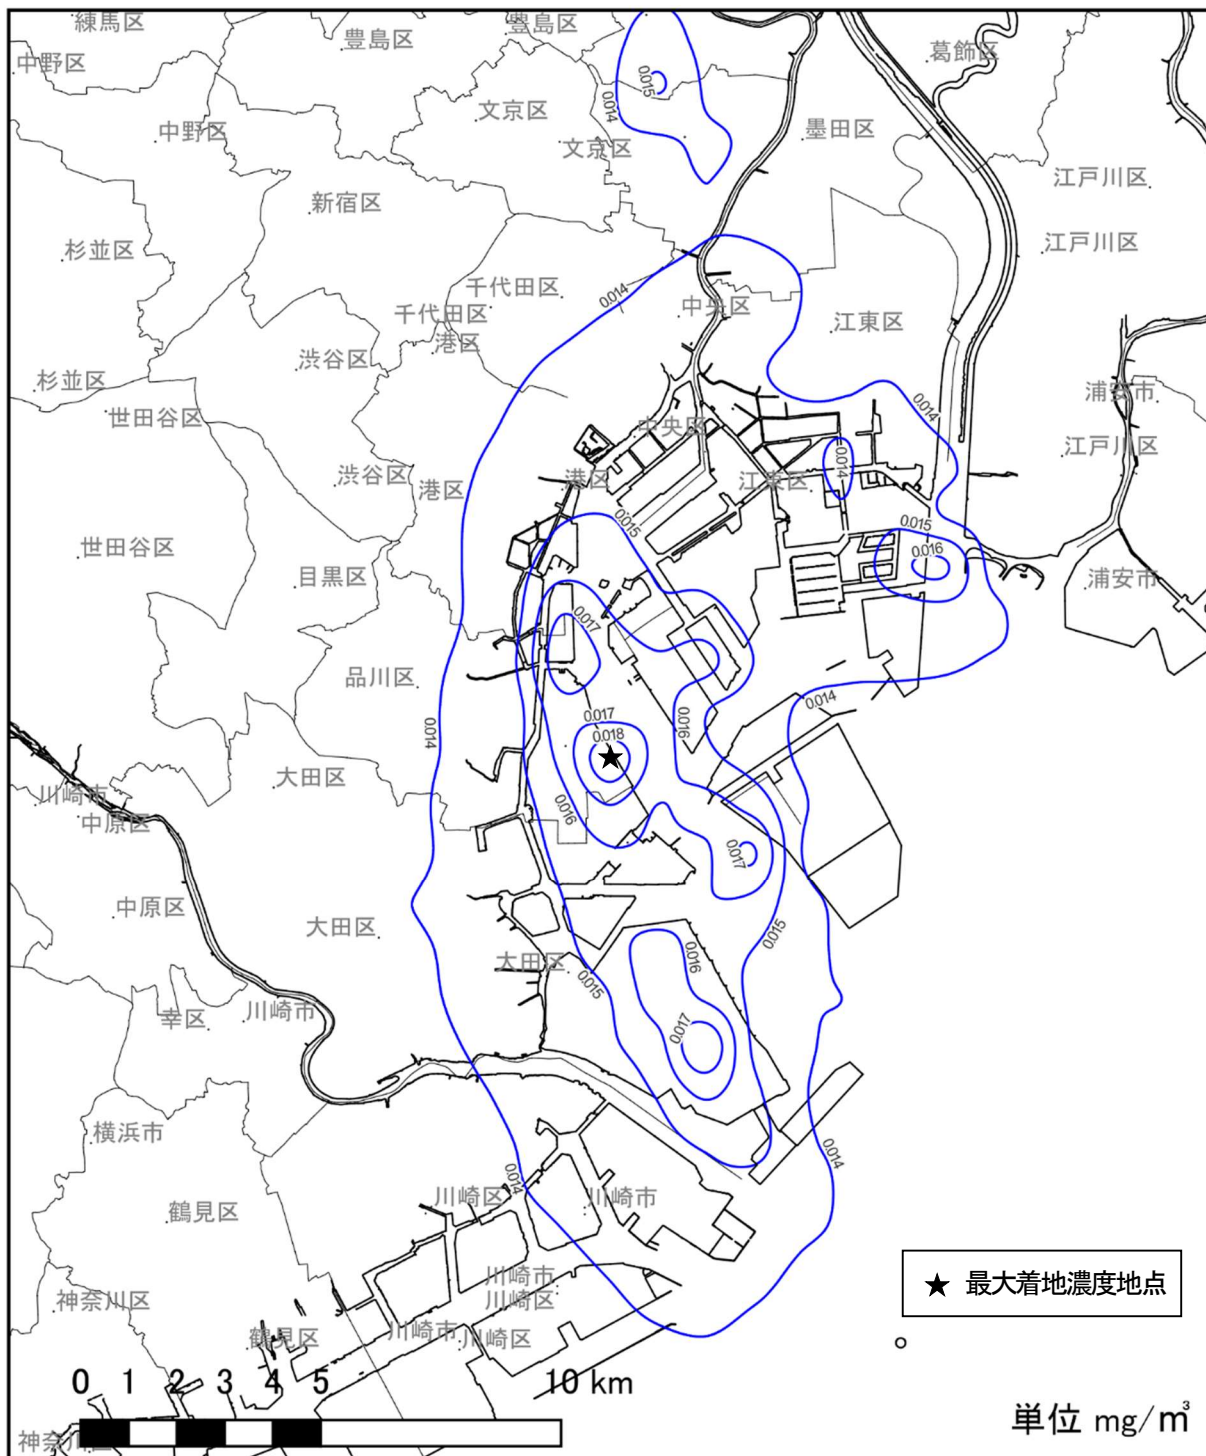 練馬区
豊島区
豊島区
中野区
葛飾区
0.015
0.014
文京区
中野区
墨田区
文京区
江戸川区
新宿区
杉並区
江戸川区
千代田区
0.014
千代田区
中央区
江東区
港区
渋谷区
杉並区
浦安市
世田谷区
0.014
中央区
江戸川区
0.014
渋谷区
港区
港区
江東区
0.015
0.015
世田谷区
0.016
目黒区
浦安市
0.017
品川区
0.014
0.017
0.016
0.014
0.018
大田区
川崎市
0.016
中原区
0.017
中原区
大田区
0.015
大田区
0.016
0.015
川崎市
幸区
0.017
横浜市
0.014
0.014
川崎区
川崎市
鶴見区
川崎市
川崎区
★ 最大着地濃度地点
神奈川区
鶴見区
川崎市
川崎区
0 1 2 3 4 5 10 km
単位 mg/㎥
神奈川区